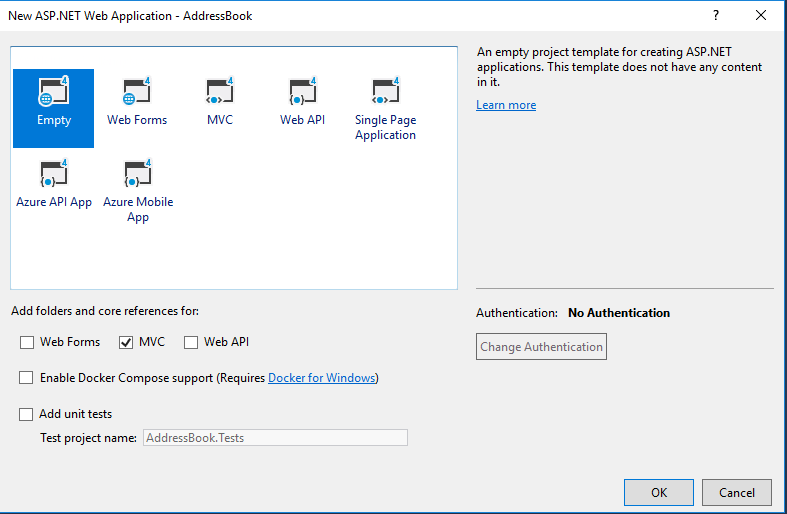 New ASP.NET Web Application - AddressBook
?
4
Empty
4
Web Forms
4
MVC
4
Web API
4
Single Page
Application
4
Azure API App
4
Azure Mobile
App
An empty project template for creating ASP.NET
applications. This template does not have any content
in it.
Learn more
Add folders and core references for:
Web Forms
MVC
Web API
Enable Docker Compose support (Requires Docker for Windows)
Add unit tests
Test project name: AddressBook.Tests
Authentication: No Authentication
Change Authentication
OK
Cancel